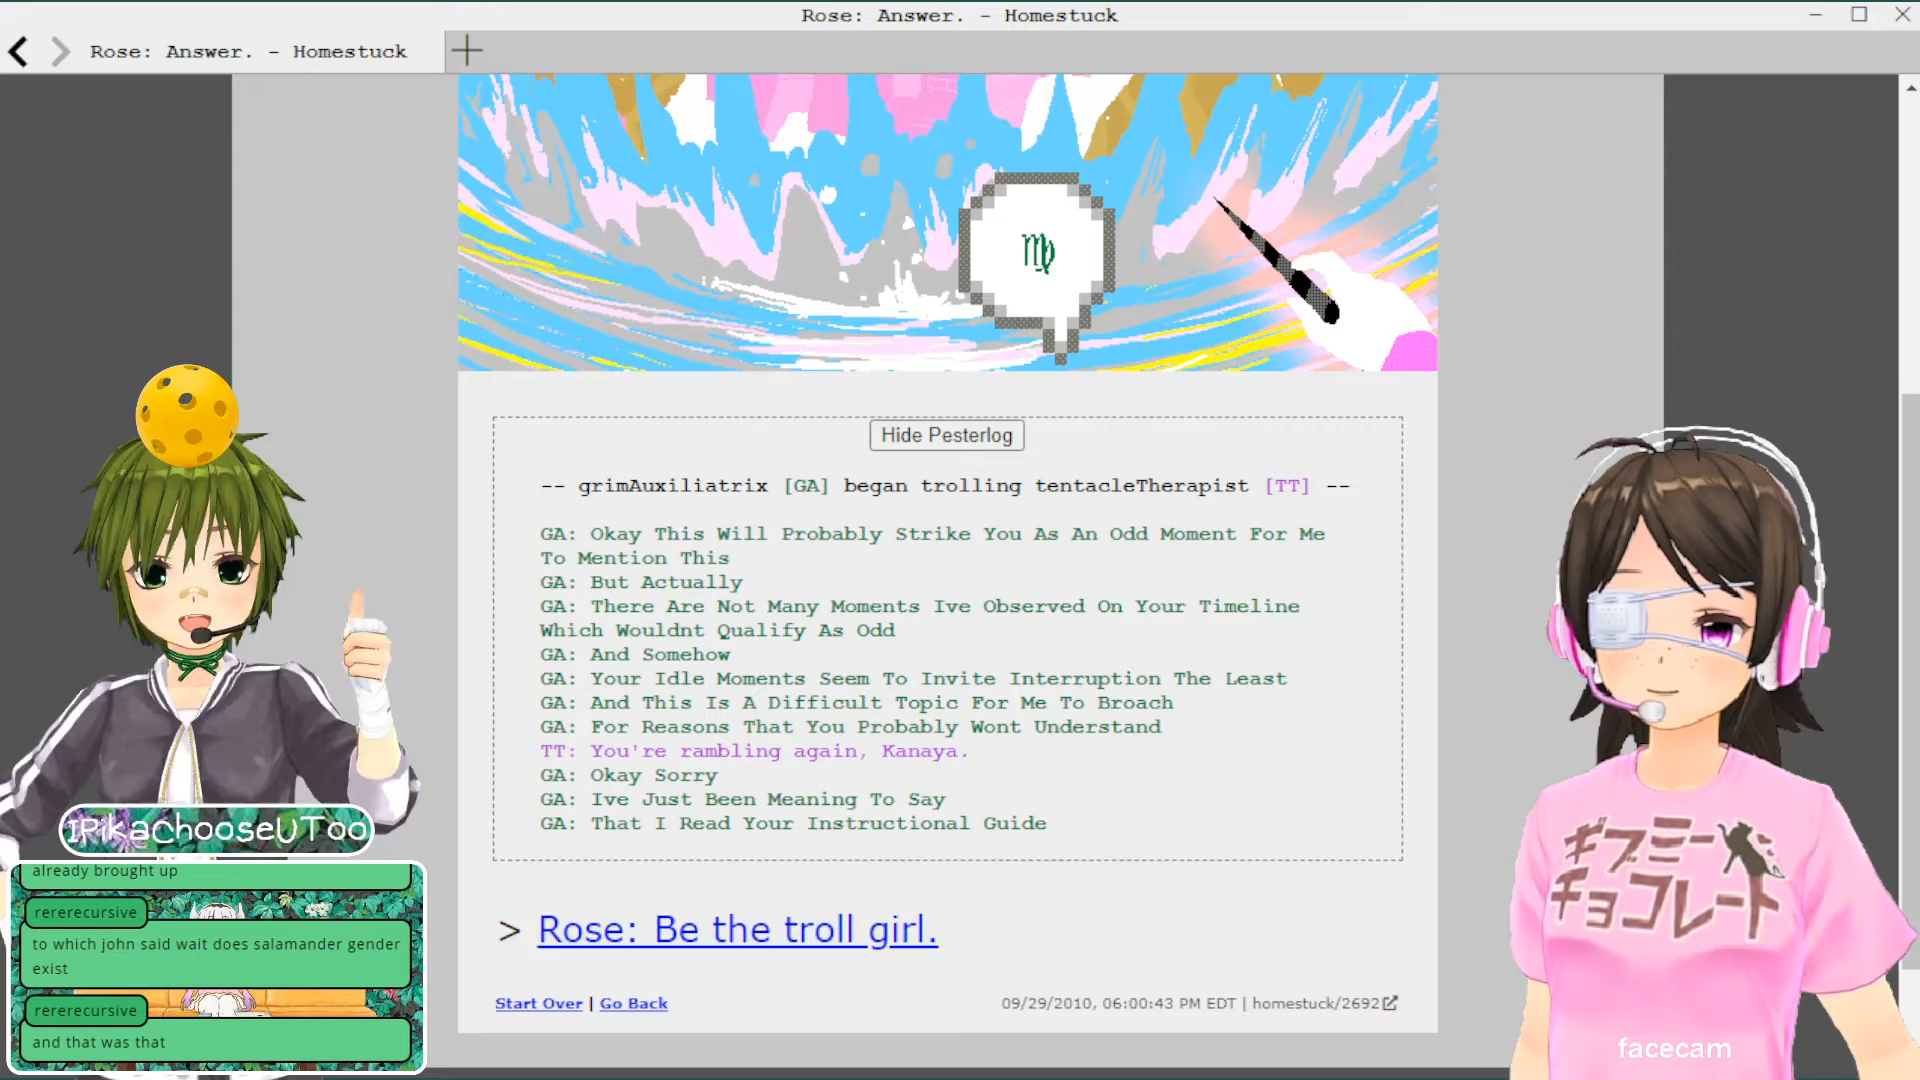 Rose: Answer. - Homestuck
Rose: Answer. - Homestuck
♍
Hide Pesterlog
-- grimAuxiliatrix [GA] began trolling tentacleTherapist [TT] --
GA: Okay This Will Probably Strike You As An Odd Moment For Me
To Mention This
GA: But Actually
GA: There Are Not Many Moments Ive Observed On Your Timeline
Which Wouldnt Qualify As Odd
GA: And Somehow
GA: Your Idle Moments Seem To Invite Interruption The Least
GA: And This Is A Difficult Topic For Me To Broach
GA: For Reasons That You Probably Wont Understand
TT: You're rambling again, Kanaya.
GA: Okay Sorry
GA: Ive Just Been Meaning To Say
GA: That I Read Your Instructional Guide
> Rose: Be the troll girl.
Start Over | Go Back
09/29/2010, 06:00:43 PM EDT | homestuck/2692
IPikachooseUToo
already brought up
rererecursive
to which john said wait does salamander gender
exist
rererecursive
and that was that
ギブミー
チョコレート
facecam